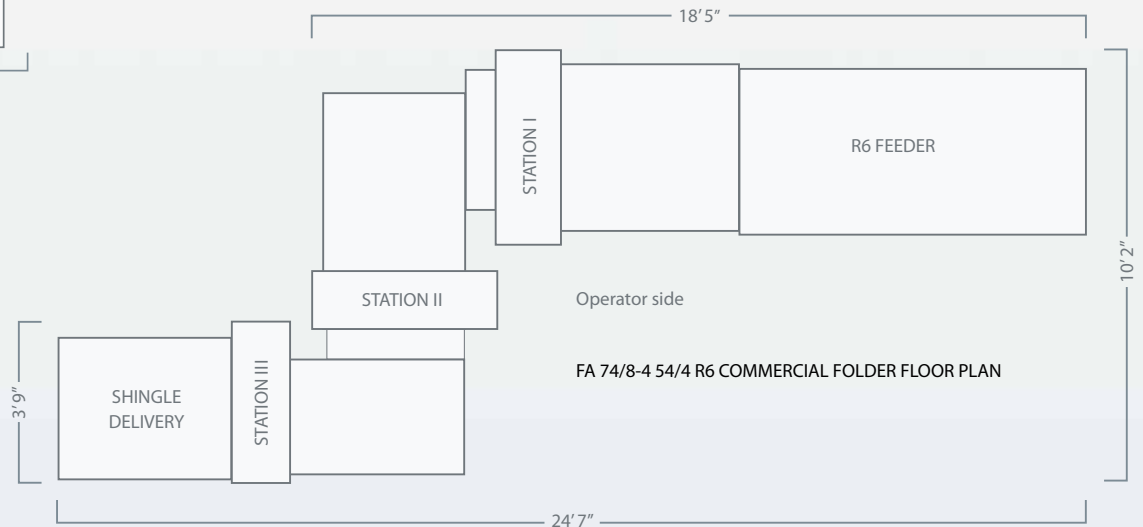 18’5”
STATION I
R6 FEEDER
10’2”
STATION II
Operator side
FA 74/8-4 54/4 R6 COMMERCIAL FOLDER FLOOR PLAN
3’9”
SHINGLE
DELIVERY
STATION III
24’7”